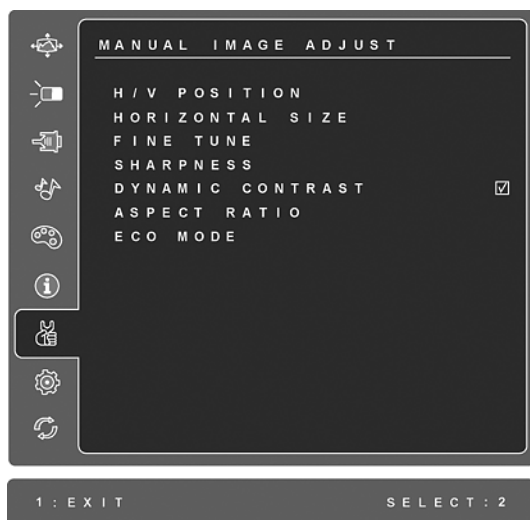 MANUAL IMAGE ADJUST
H/V POSITION
HORIZONTAL SIZE
FINE TUNE
SHARPNESS
DYNAMIC CONTRAST
ASPECT RATIO
ECO MODE
1:EXIT SELECT:2